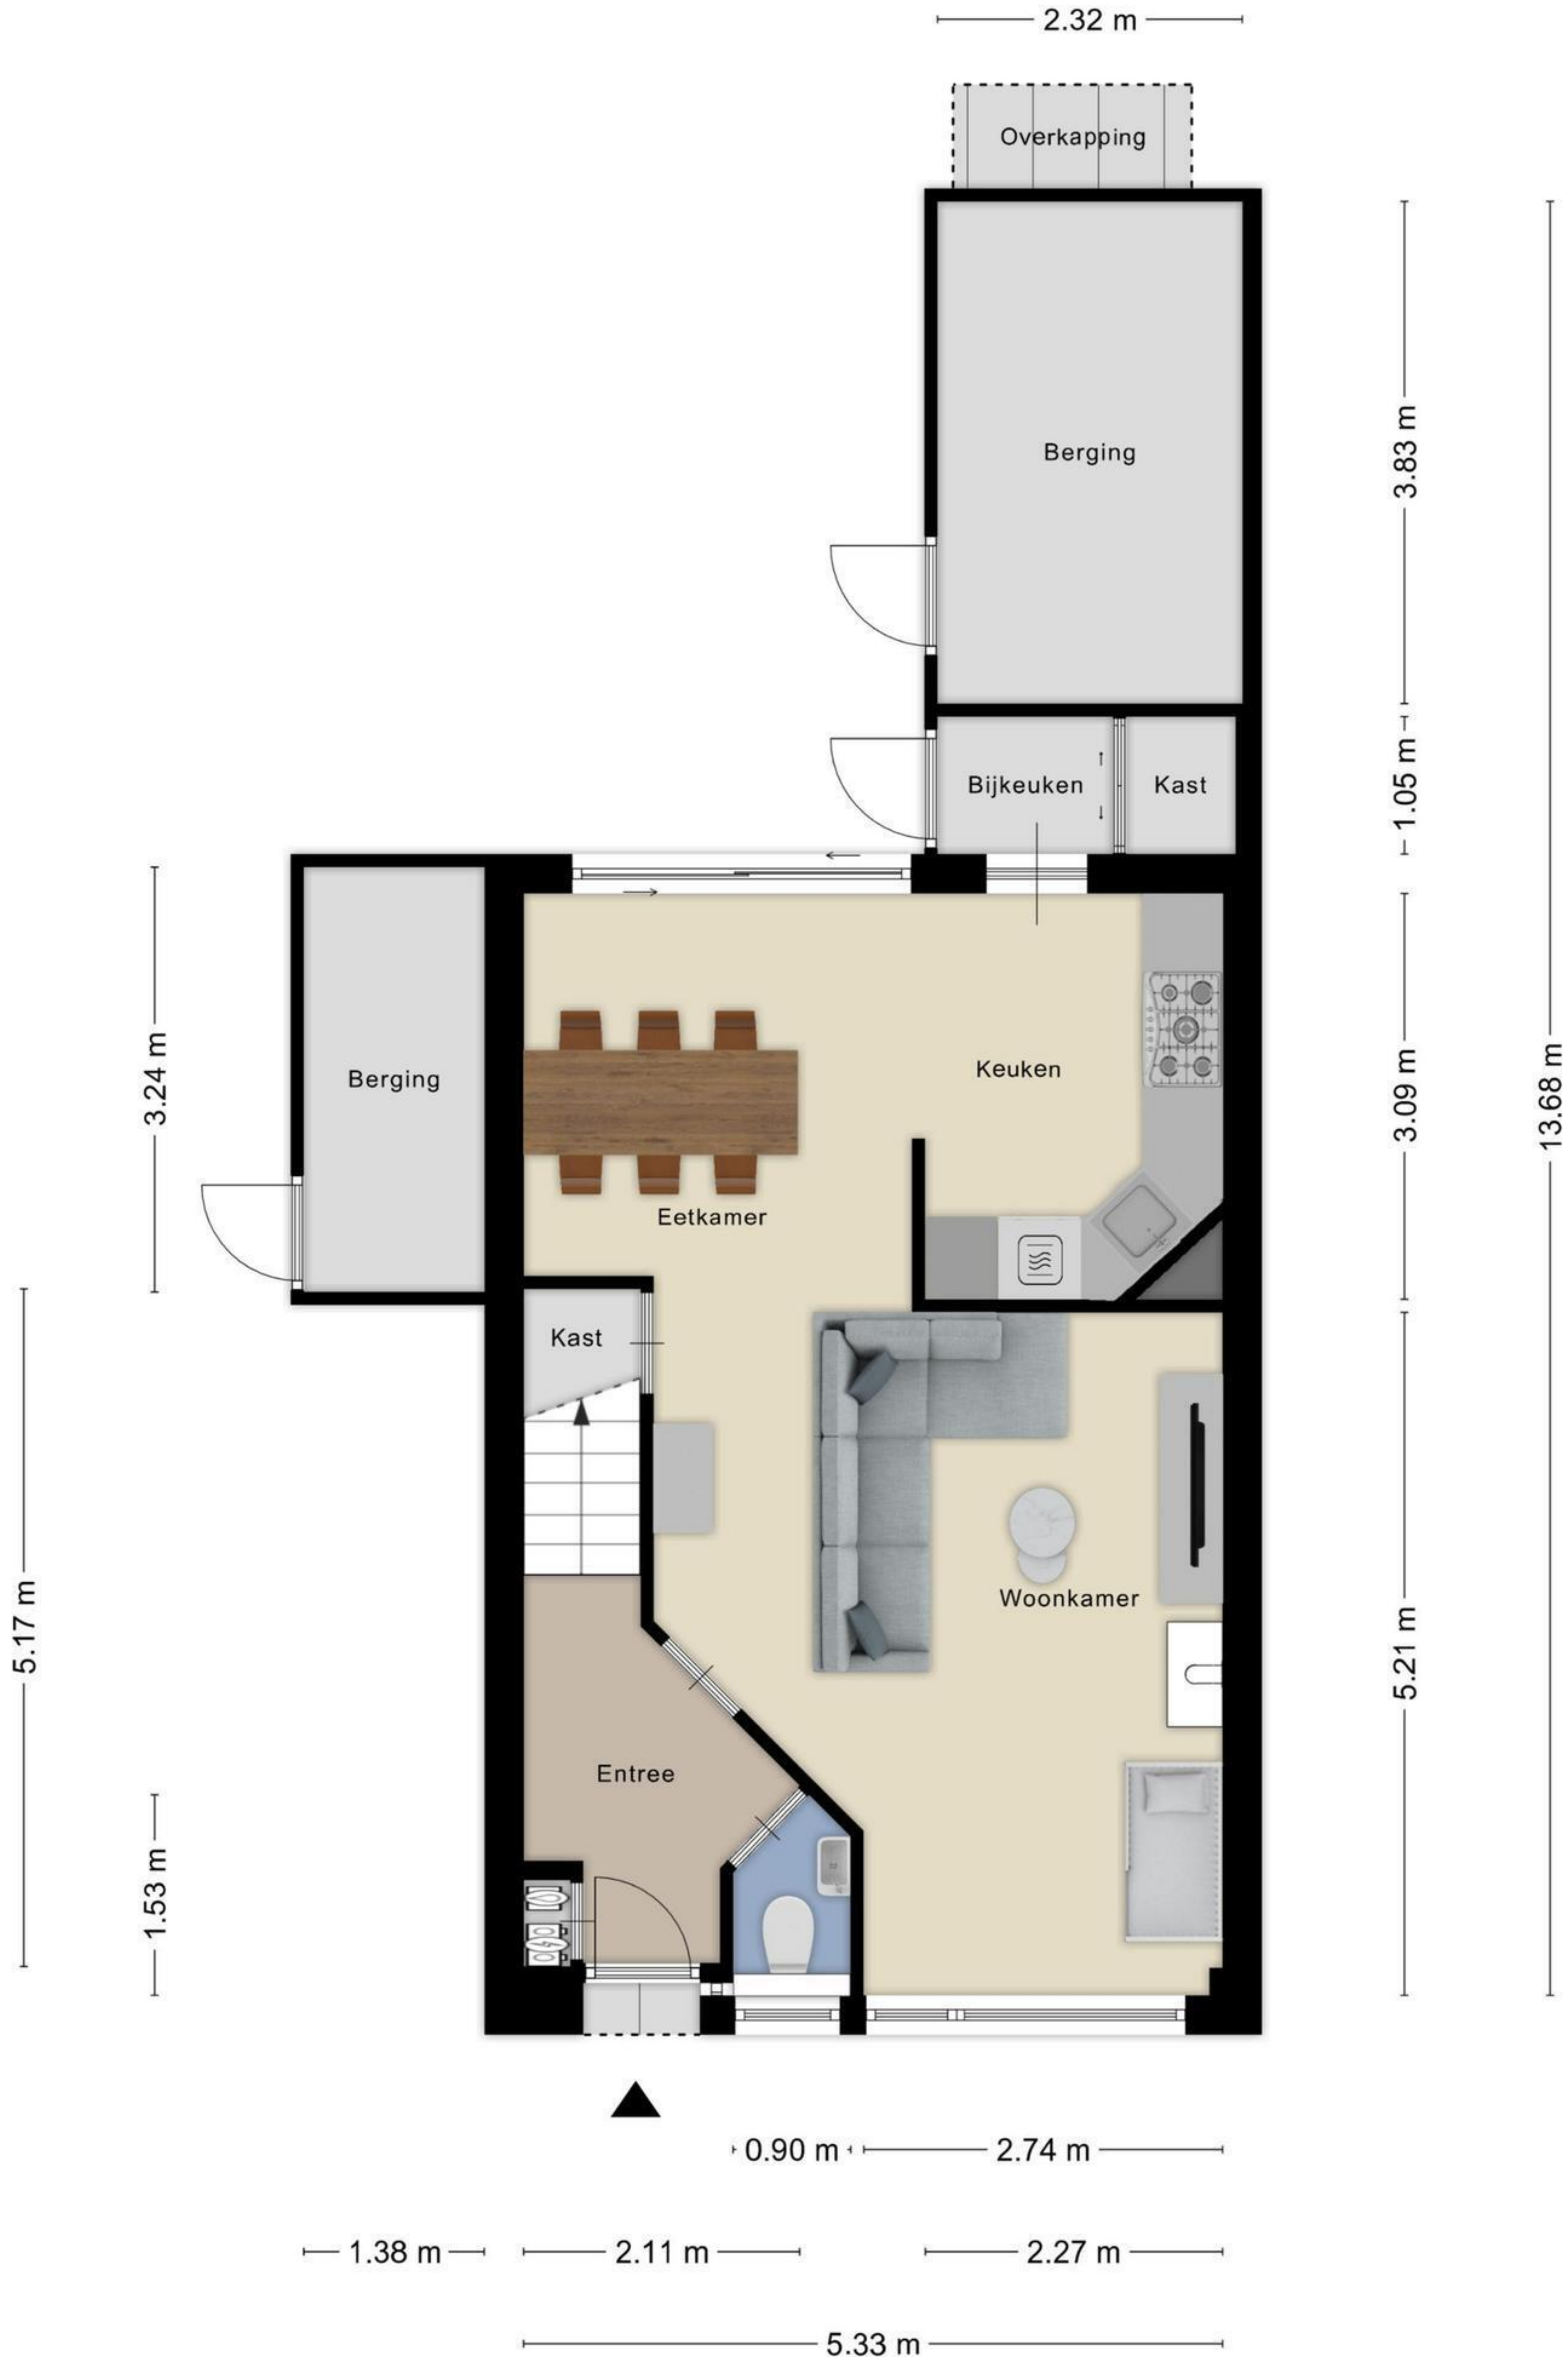 2.32 m
Overkapping
Berging
3.83 m
Bijkeuken
Kast
1.05 m
Berging
3.24 m
Keuken
3.09 m
13.68 m
Eetkamer
Kast
Woonkamer
5.17 m
5.21 m
Entree
1.53 m
0.90 m
2.74 m
1.38 m
2.11 m
2.27 m
5.33 m